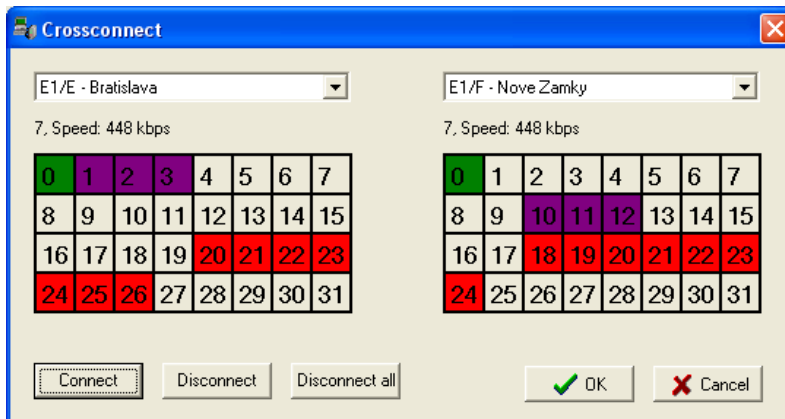 Crossconnect
E1/E - Bratislava
E1/F - Nove Zamky
7, Speed: 448 kbps
7, Speed: 448 kbps
0 1 2 3 4 5 6 7
8 9 10 11 12 13 14 15
16 17 18 19 20 21 22 23
24 25 26 27 28 29 30 31
0 1 2 3 4 5 6 7
8 9 10 11 12 13 14 15
16 17 18 19 20 21 22 23
24 25 26 27 28 29 30 31
Connect Disconnect Disconnect all OK Cancel